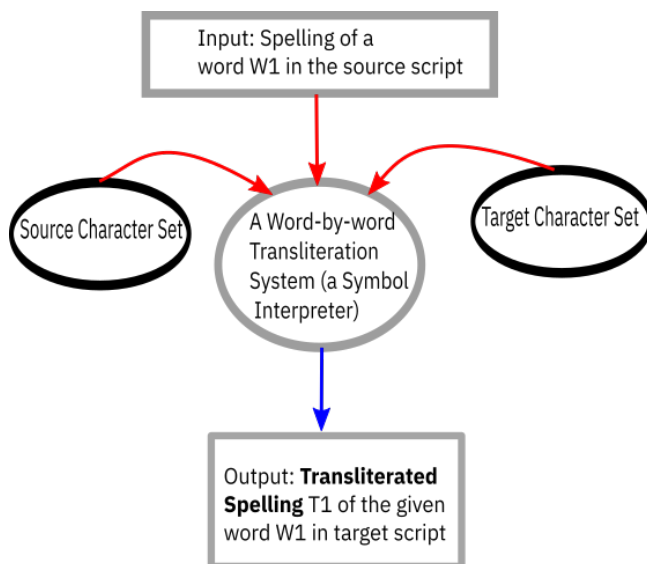 Input: Spelling of a
word W1 in the source script
Source Character Set
Target Character Set
A Word-by-word
Transliteration
System (a Symbol
Interpreter)
Output: Transliterated
Spelling T1 of the given
word W1 in target script